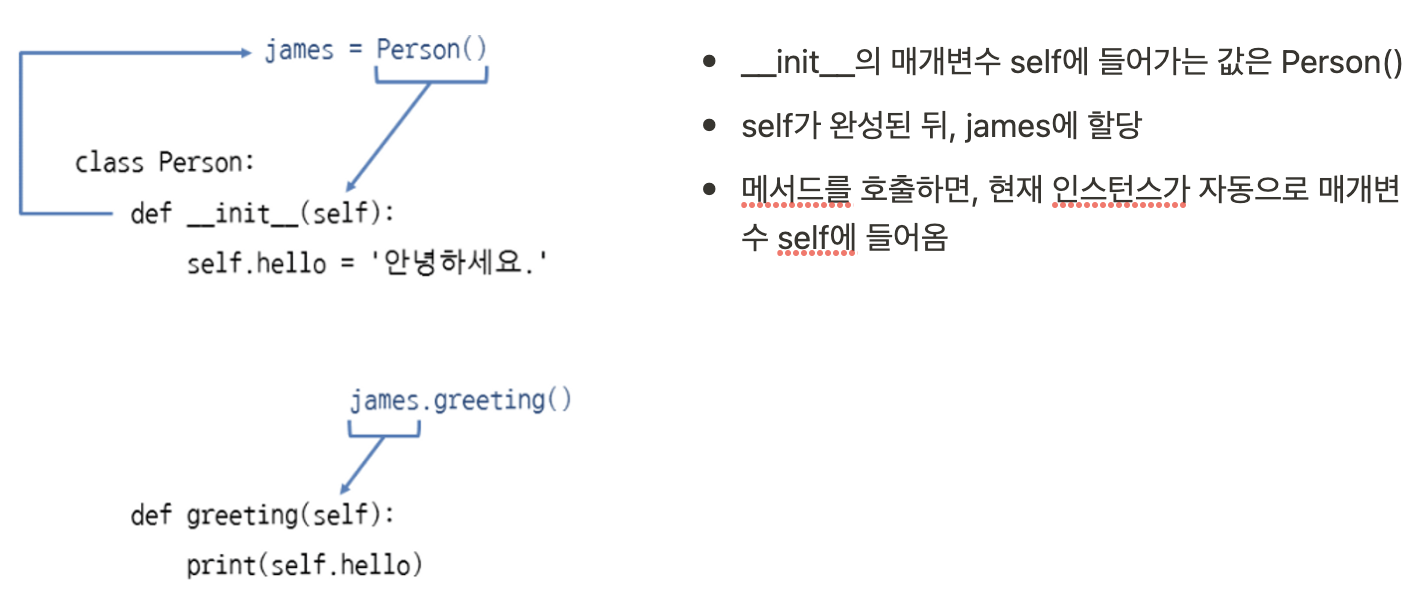 james = Person()
class Person:
def __init__(self):
self.hello = '안녕하세요.'
james.greeting()
def greeting(self):
print(self.hello)
• __init__의 매개변수 self에 들어가는 값은 Person()
• self가 완성된 뒤, james에 할당
• 메서드를 호출하면, 현재 인스턴스가 자동으로 매개변
수 self에 들어옴